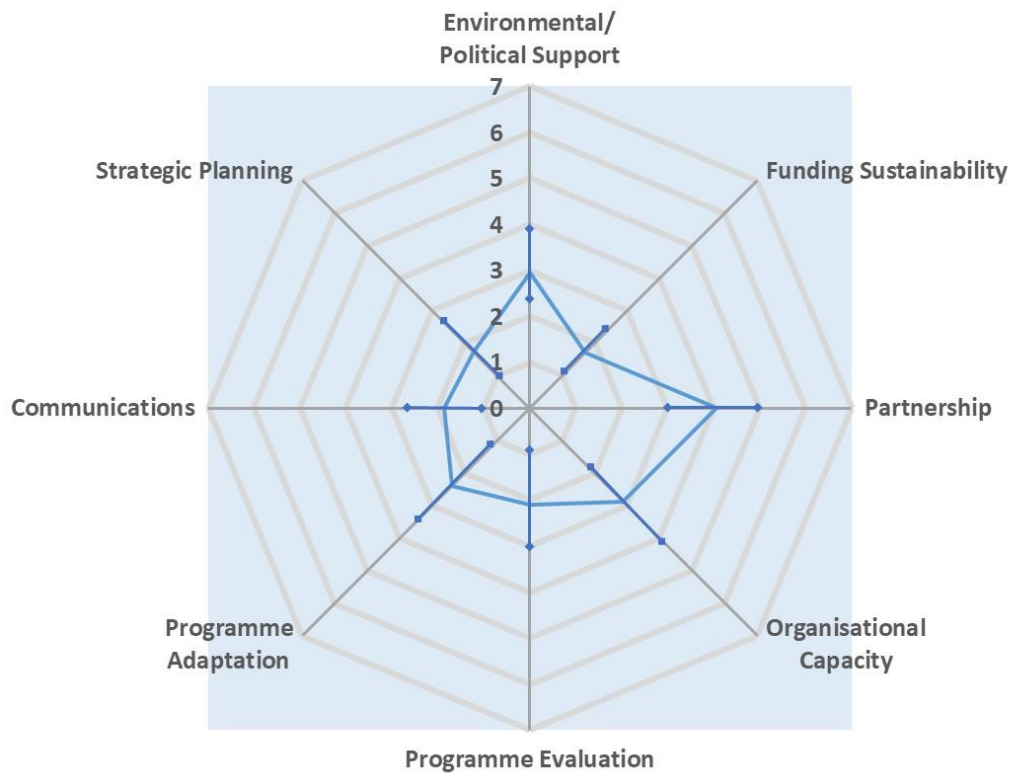 Environmental/
Political Support
7
6
5
4
3
2
1
0
Strategic Planning
Funding Sustainability
Communications
Partnership
Programme
Adaptation
Organisational
Capacity
Programme Evaluation